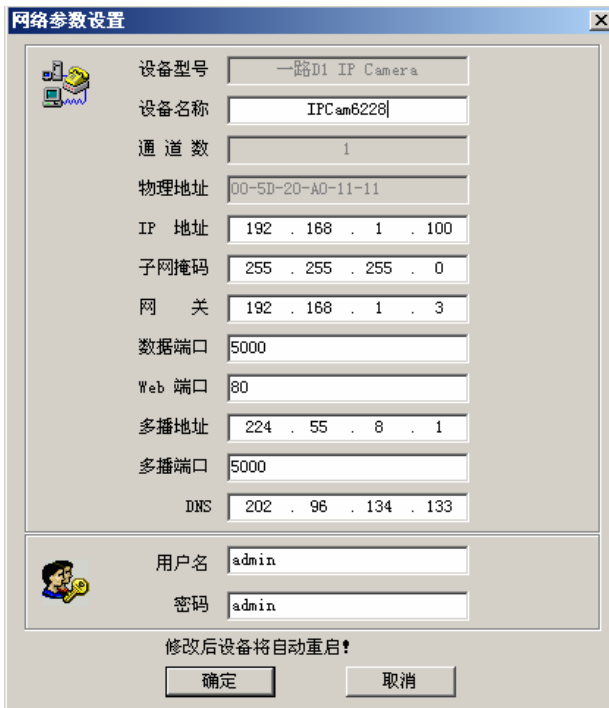 网络参数设置
设备型号 一路D1 IP Camera
设备名称 IPCam6228
通 道 数 1
物理地址 00-5D-20-A0-11-11
IP 地址 192 . 168 . 1 . 100
子网掩码 255 . 255 . 255 . 0
网 关 192 . 168 . 1 . 3
数据端口 5000
Web 端口 80
多播地址 224 . 55 . 8 . 1
多播端口 5000
DNS 202 . 96 . 134 . 133
用户名 admin
密码 admin
修改后设备将自动重启!
确定 取消